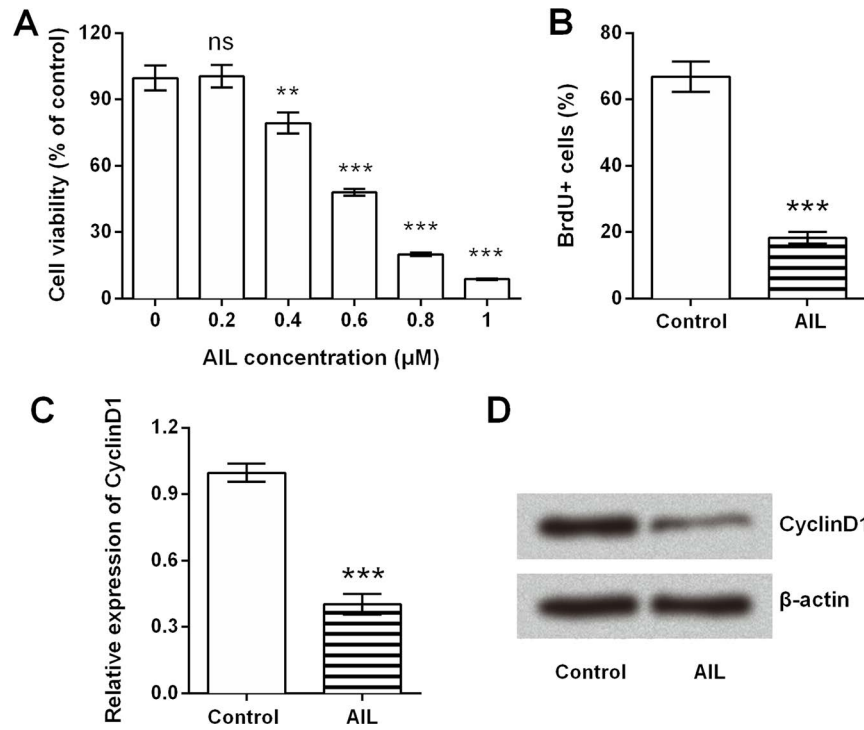 A
Cell viability (% of control)
120
90
60
30
0
ns
**
***
***
***
0 0.2 0.4 0.6 0.8 1
AIL concentration (μM)
B
BrdU+ cells (%)
80
60
40
20
0
***
Control AIL
C
Relative expression of CyclinD1
1.2
0.9
0.6
0.3
0.0
***
Control AIL
D
CyclinD1
β-actin
Control AIL